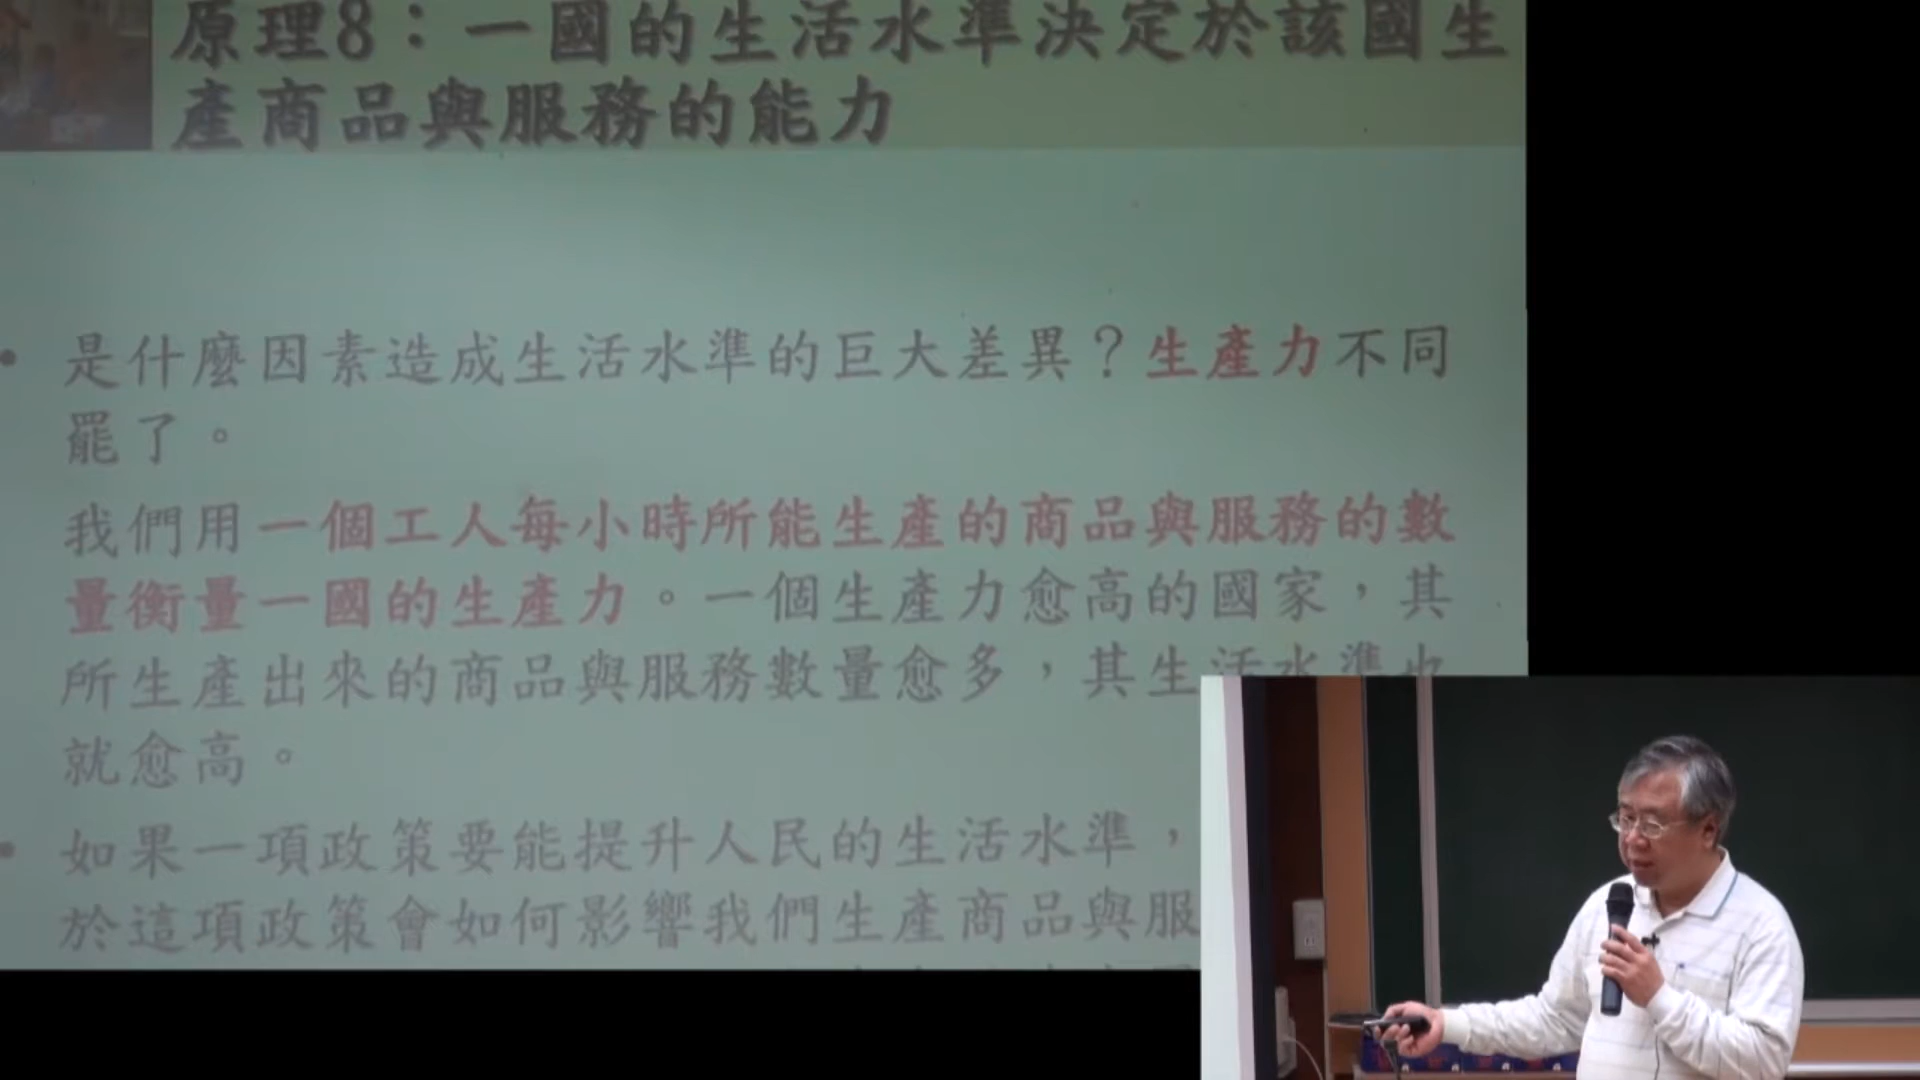 原理8：一國的生活水準決定於該國生
產商品與服務的能力
• 是什麼因素造成生活水準的巨大差異？生產力不同
罷了。
我們用一個工人每小時所能生產的商品與服務的數
量衡量一國的生產力。一個生產力愈高的國家，其
所生產出來的商品與服務數量愈多，其生活水準也
就愈高。
• 如果一項政策要能提升人民的生活水準，
於這項政策會如何影響我們生產商品與服